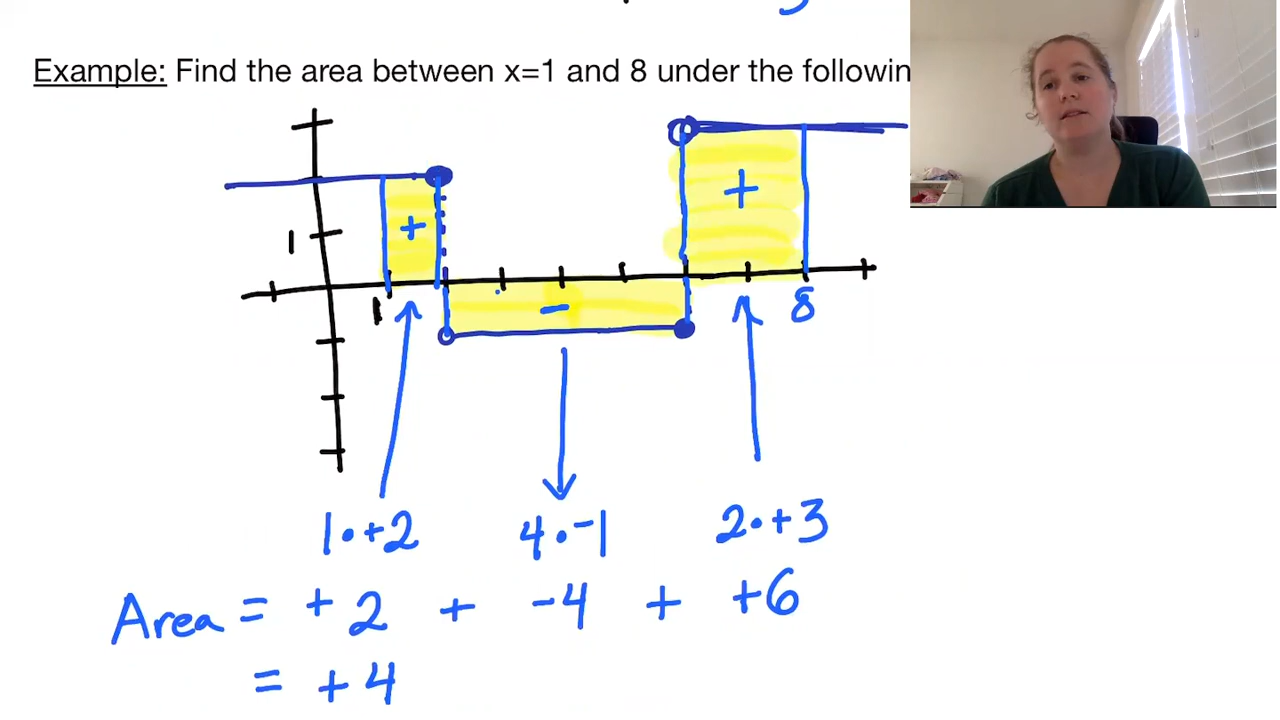 Example: Find the area between x=1 and 8 under the followin
+
+
1
-
1
8
1·+2 4·-1 2·+3
Area = +2 + -4 + +6
= +4